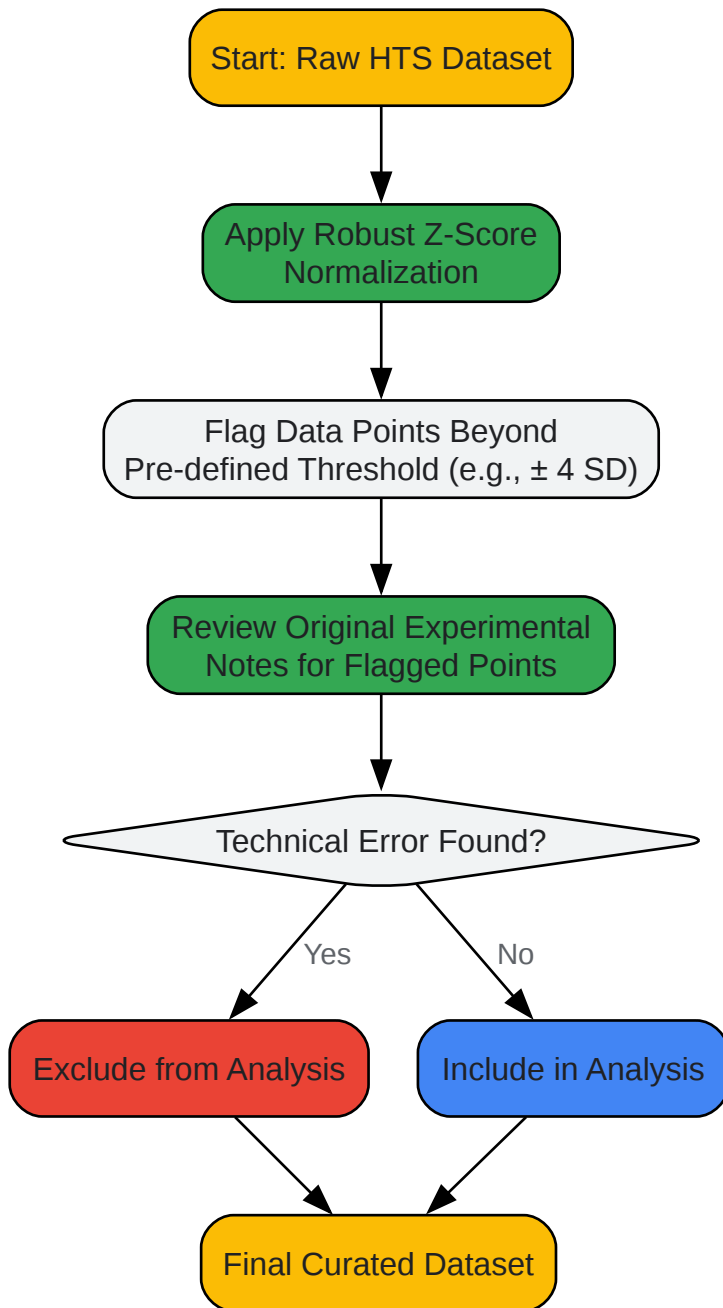 Start: Raw HTS Dataset
Apply Robust Z-Score
Normalization
Flag Data Points Beyond
Pre-defined Threshold (e.g., ± 4 SD)
Review Original Experimental
Notes for Flagged Points
Technical Error Found?
Yes
No
Exclude from Analysis
Include in Analysis
Final Curated Dataset